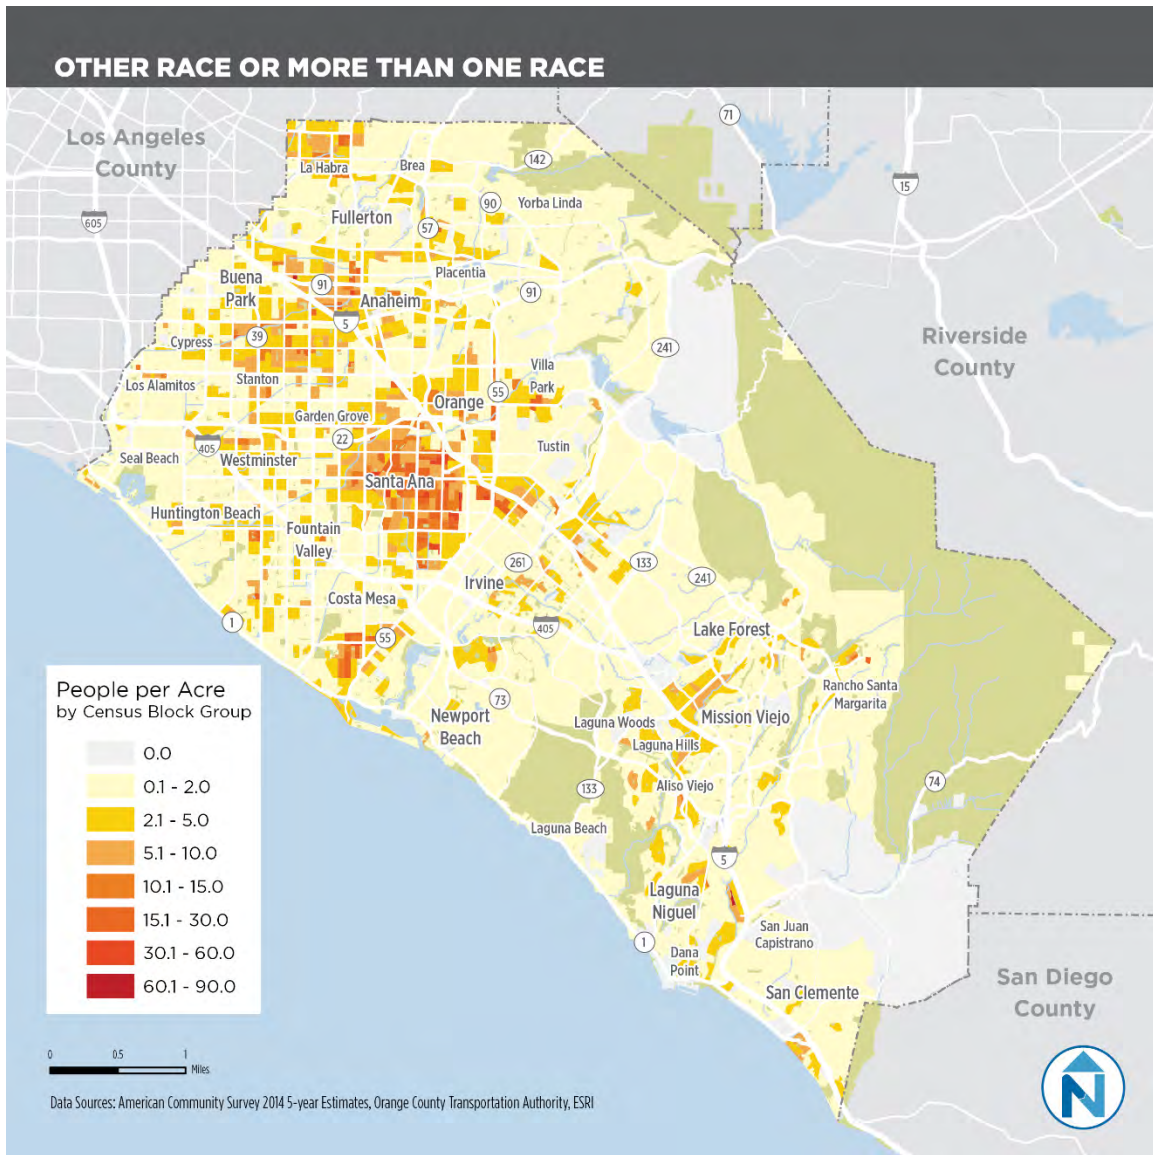 OTHER RACE OR MORE THAN ONE RACE
Los Angeles
County
605
La Habra
Brea
142
71
15
Fullerton
57
90
Yorba Linda
Buena
Park
91
Placentia
91
Anaheim
5
Cypress
39
241
Riverside
County
Los Alamitos
Stanton
Villa
Park
55
Orange
Garden Grove
22
Seal Beach
405
Westminster
Tustin
Santa Ana
Huntington Beach
Fountain
Valley
261
133
241
Irvine
Costa Mesa
1
55
405
Lake Forest
Rancho Santa
Margarita
73
Newport
Beach
Laguna Woods
Mission Viejo
Laguna Hills
133
Aliso Viejo
74
Laguna Beach
5
Laguna
Niguel
San Juan
Capistrano
1
Dana
Point
San Clemente
San Diego
County
People per Acre
by Census Block Group
0.0
0.1 - 2.0
2.1 - 5.0
5.1 - 10.0
10.1 - 15.0
15.1 - 30.0
30.1 - 60.0
60.1 - 90.0
0 0.5 1
Miles
N
Data Sources: American Community Survey 2014 5-year Estimates, Orange County Transportation Authority, ESRI